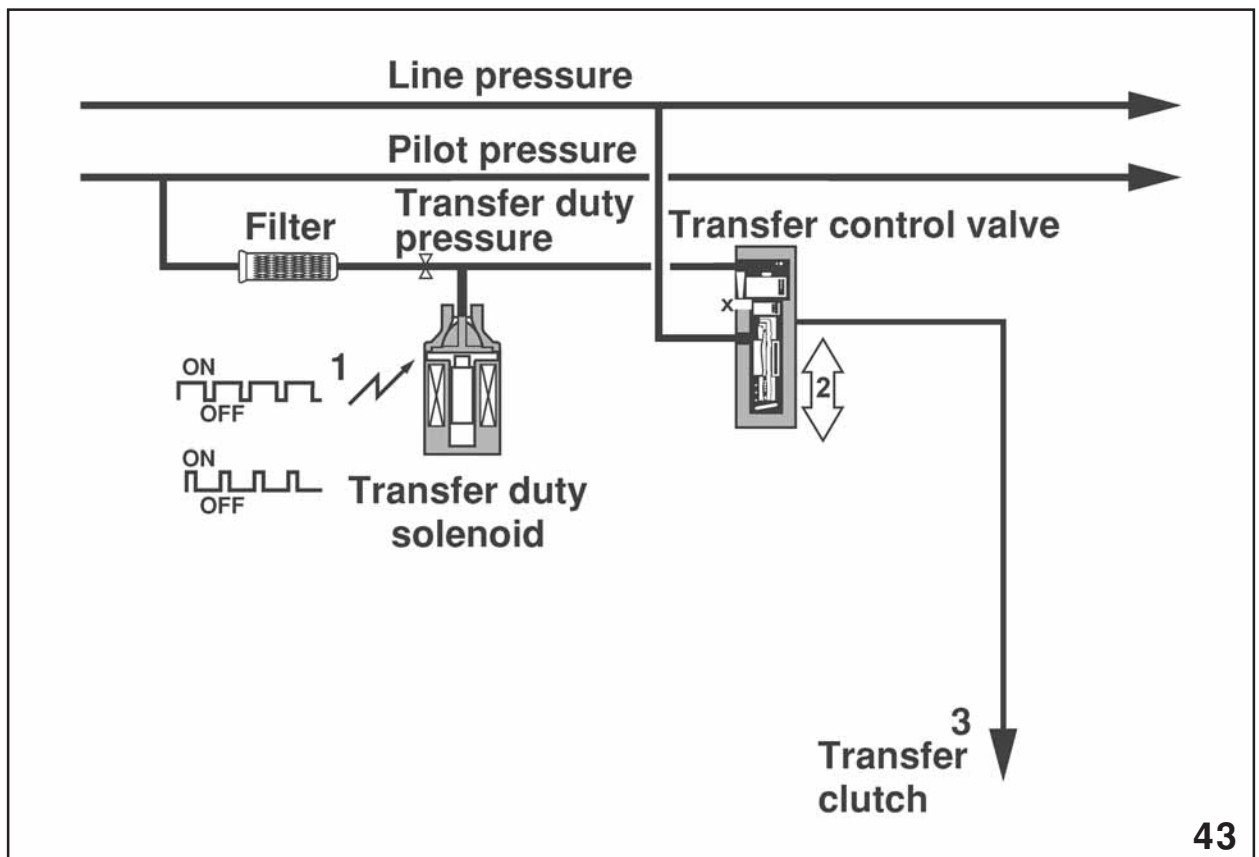 Line pressure
Pilot pressure
Transfer duty
pressure
Filter
Transfer control valve
x
ON
OFF
1
2
ON
OFF
Transfer duty
solenoid
3
Transfer
clutch
43